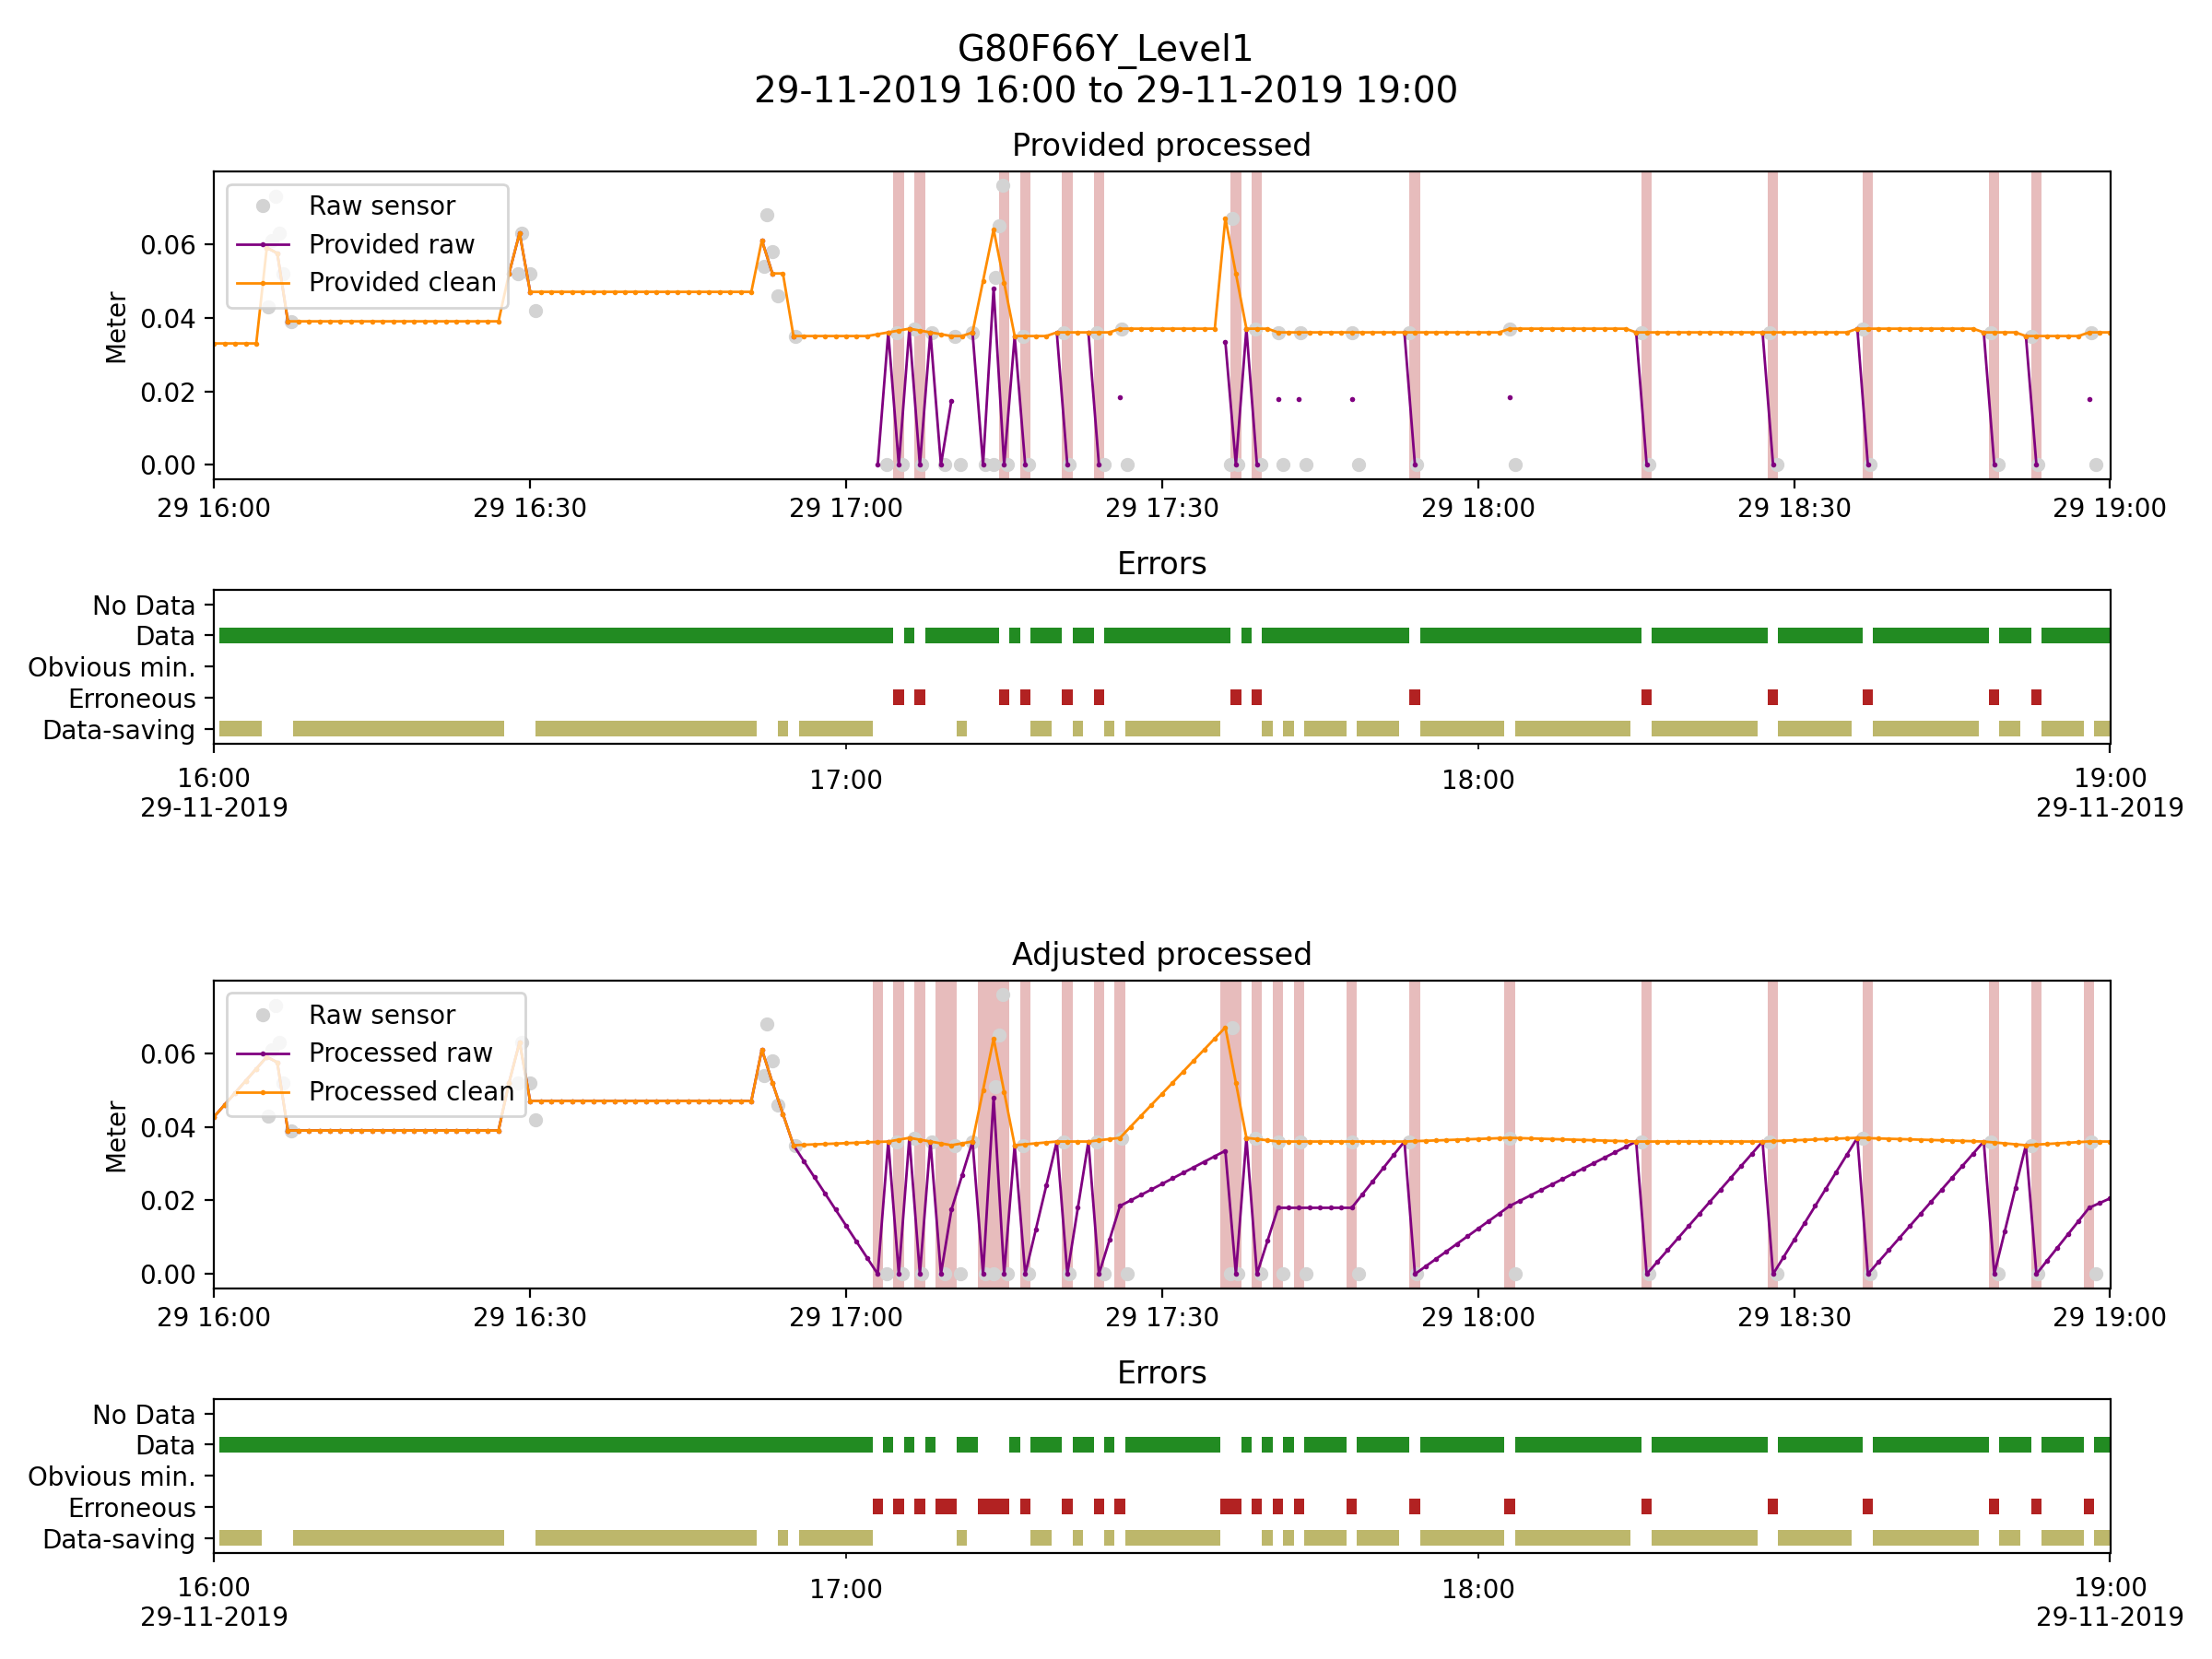 G80F66Y_Level1
29-11-2019 16:00 to 29-11-2019 19:00
Provided processed
Raw sensor
Provided raw
Provided clean
Meter
0.06
0.04
0.02
0.00
29 16:00 29 16:30 29 17:00 29 17:30 29 18:00 29 18:30 29 19:00
Errors
No Data
Data
Obvious min.
Erroneous
Data-saving
16:00 17:00 18:00 19:00
29-11-2019 29-11-2019
Adjusted processed
Raw sensor
Processed raw
Processed clean
Meter
0.06
0.04
0.02
0.00
29 16:00 29 16:30 29 17:00 29 17:30 29 18:00 29 18:30 29 19:00
Errors
No Data
Data
Obvious min.
Erroneous
Data-saving
16:00 17:00 18:00 19:00
29-11-2019 29-11-2019